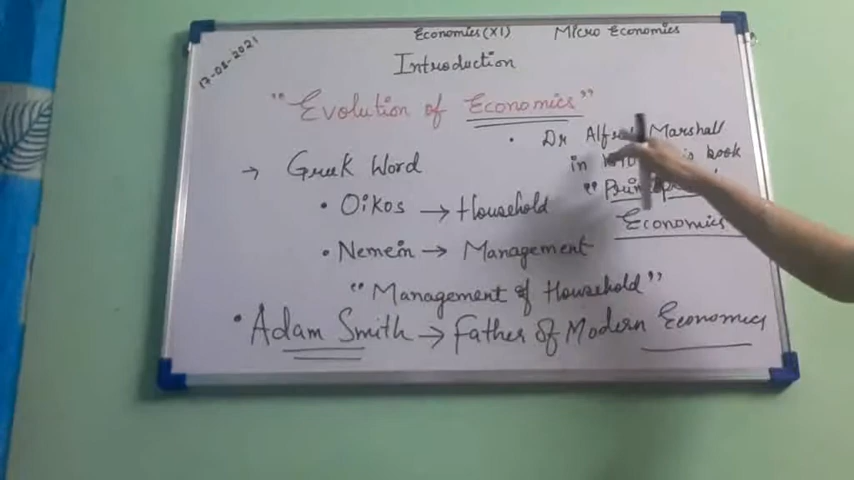 17-08-2021
Economics (XI) Micro Economics
Introduction
"Evolution of Economics"
• Dr Alfred Marshall
in book
→ Greek Word
• Oikos → Household
"
Economics
• Nemein → Management
"Management of Household"
• Adam Smith → Father of Modern Economics